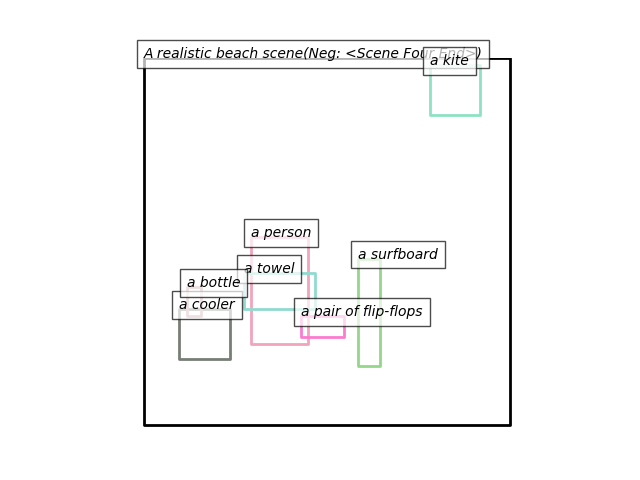 A realistic beach scene(Neg: <Scene Four End>)
a kite
a person
a surfboard
a towel
a bottle
a cooler
a pair of flip-flops